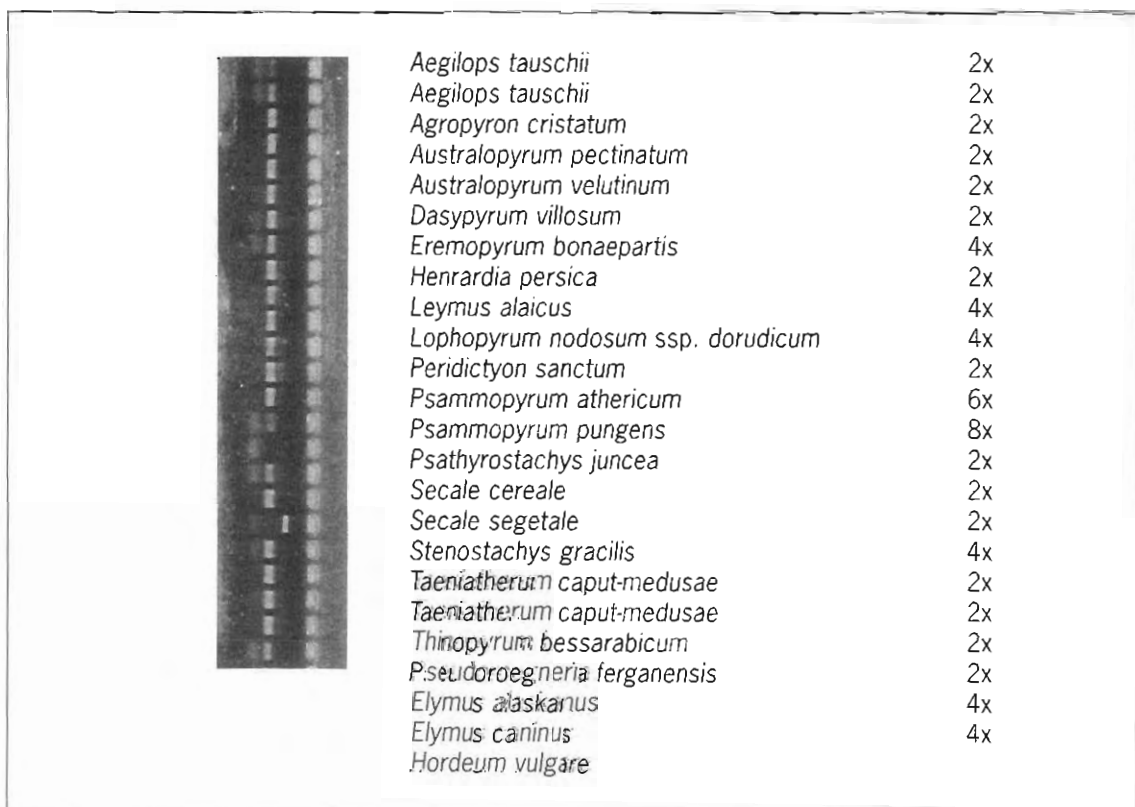 Aegilops tauschii 2x
Aegilops tauschii 2x
Agropyron cristatum 2x
Australopyrum pectinatum 2x
Australopyrum velutinum 2x
Dasypyrum villosum 2x
Eremopyrum bonaepartis 4x
Henrardia persica 2x
Leymus alaicus 4x
Lophopyrum nodosum ssp. dorudicum 4x
Peridictyon sanctum 2x
Psammopyrum athericum 6x
Psammopyrum pungens 8x
Psathyrostachys juncea 2x
Secale cereale 2x
Secale segetale 2x
Stenostachys gracilis 4x
Taeniatherum caput-medusae 2x
Taeniatherum caput-medusae 2x
Thinopyrum bessarabicum 2x
Pseudoroegneria ferganensis 2x
Elymus alaskanus 4x
Elymus caninus 4x
Hordeum vulgare